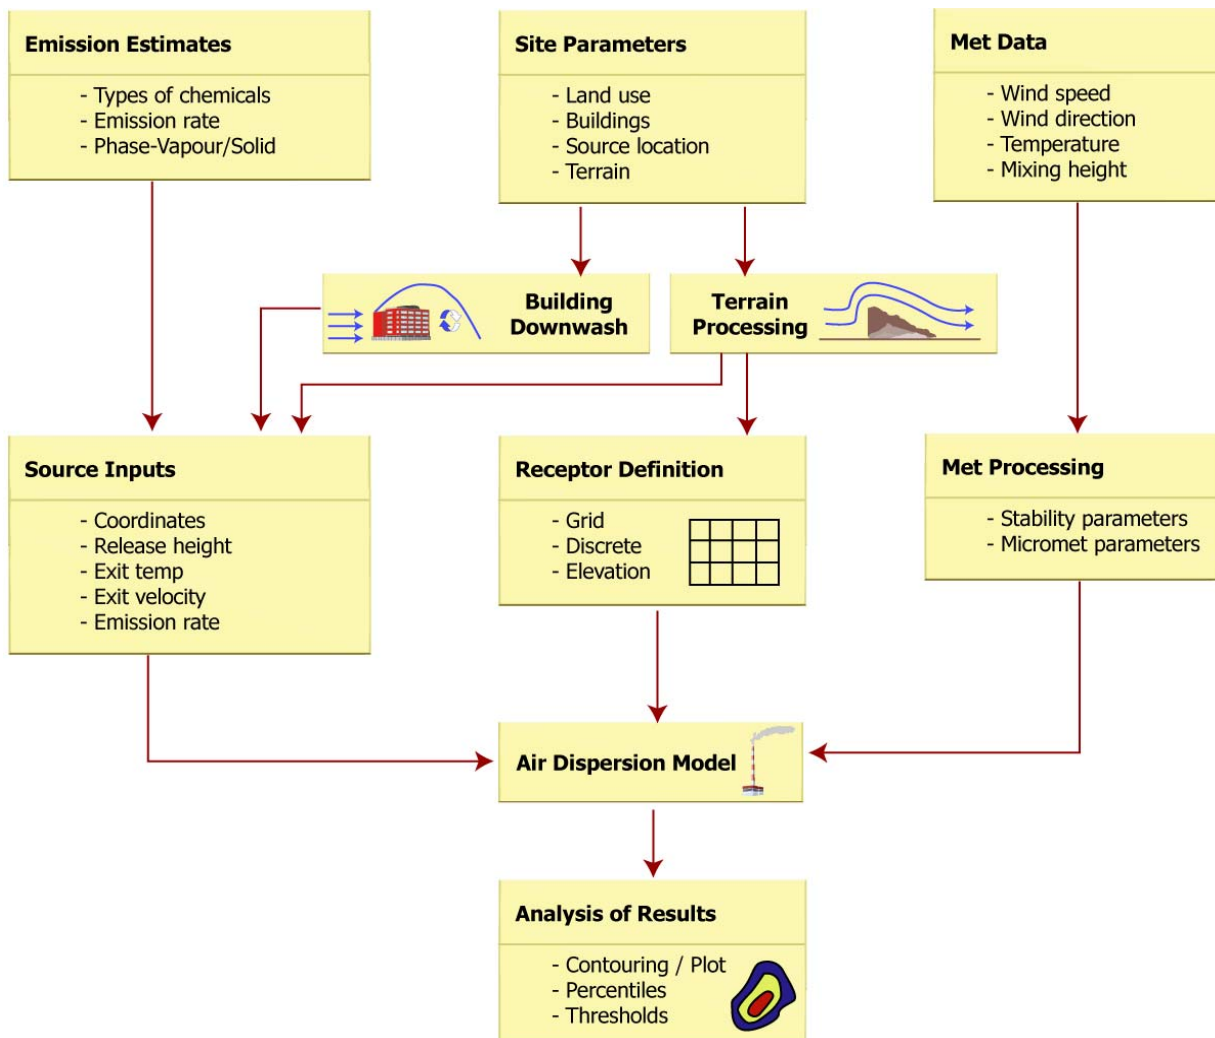 Emission Estimates
- Types of chemicals
- Emission rate
- Phase-Vapour/Solid
Site Parameters
- Land use
- Buildings
- Source location
- Terrain
Met Data
- Wind speed
- Wind direction
- Temperature
- Mixing height
Building
Downwash
Terrain
Processing
Source Inputs
- Coordinates
- Release height
- Exit temp
- Exit velocity
- Emission rate
Receptor Definition
- Grid
- Discrete
- Elevation
Met Processing
- Stability parameters
- Micromet parameters
Air Dispersion Model
Analysis of Results
- Contouring / Plot
- Percentiles
- Thresholds